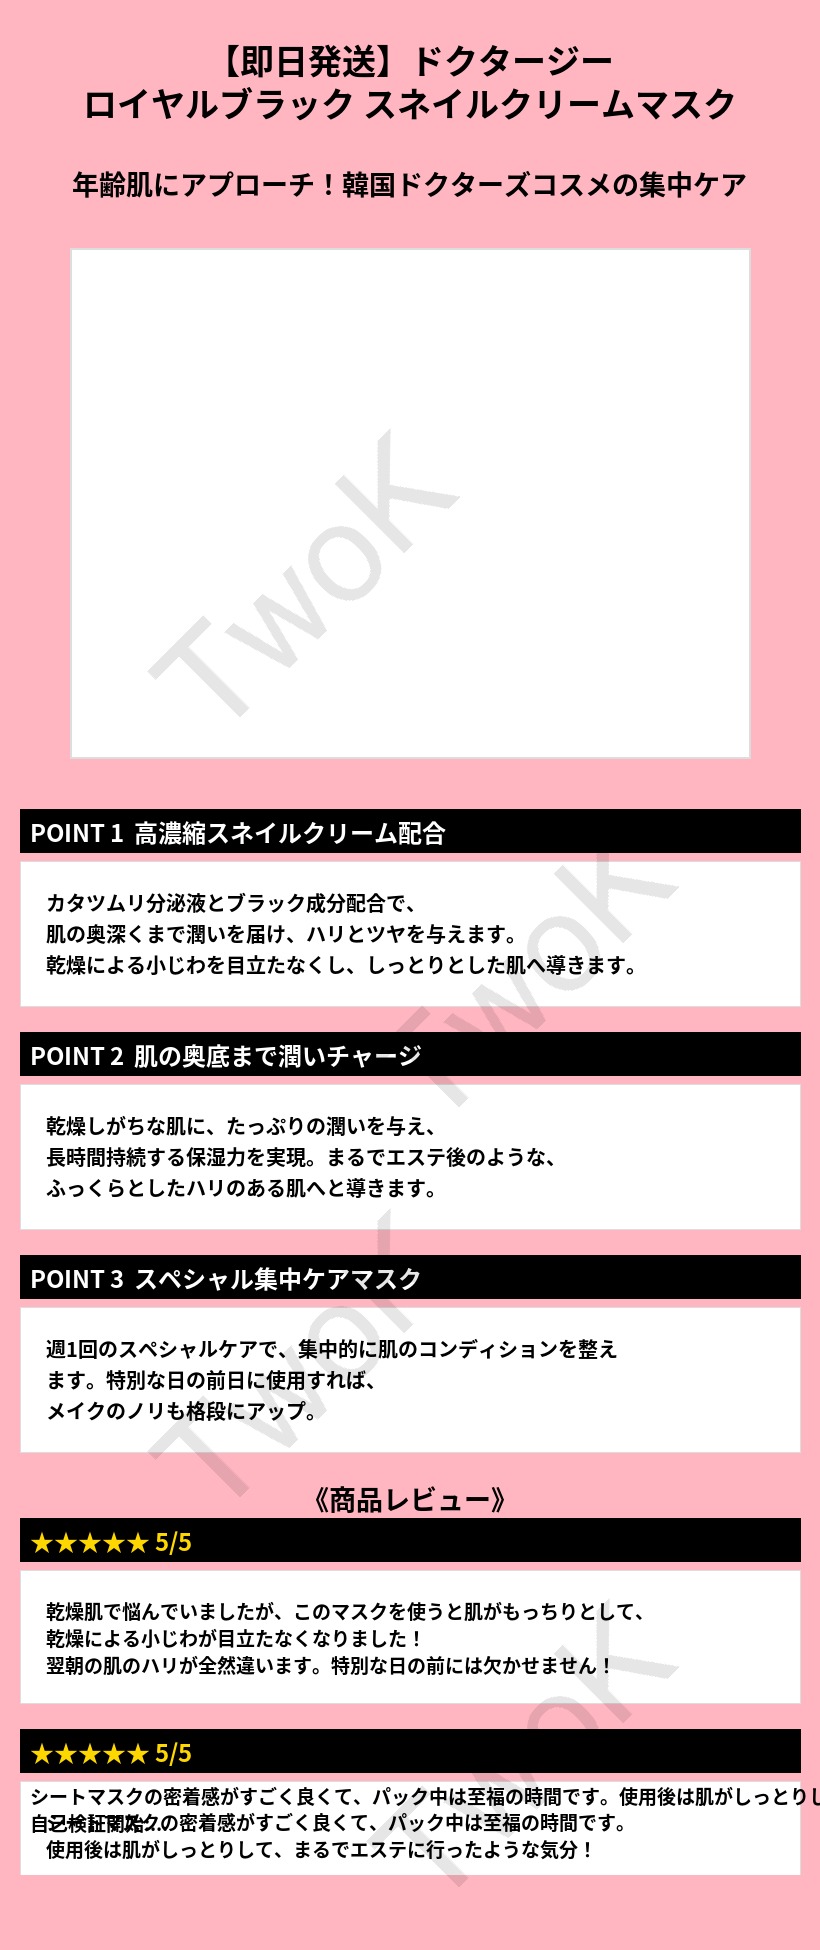 【即日発送】ドクタージー
ロイヤルブラック スネイルクリームマスク
年齢肌にアプローチ！韓国ドクターズコスメの集中ケア
TwoK
POINT 1 高濃縮スネイルクリーム配合
カタツムリ分泌液とブラック成分配合で、
肌の奥深くまで潤いを届け、ハリとツヤを与えます。
乾燥による小じわを目立たなくし、しっとりとした肌へ導きます。
TwoK
POINT 2 肌の奥底まで潤いチャージ
乾燥しがちな肌に、たっぷりの潤いを与え、
長時間持続する保湿力を実現。まるでエステ後のような、
ふっくらとしたハリのある肌へと導きます。
POINT 3 スペシャル集中ケアマスク
週1回のスペシャルケアで、集中的に肌のコンディションを整え
ます。特別な日の前日に使用すれば、
メイクのノリも格段にアップ。
TwoK
《商品レビュー》
★★★★★ 5/5
乾燥肌で悩んでいましたが、このマスクを使うと肌がもっちりとして、
乾燥による小じわが目立たなくなりました！
翌朝の肌のハリが全然違います。特別な日の前には欠かせません！
TwoK
★★★★★ 5/5
シートマスクの密着感がすごく良くて、パック中は至福の時間です。使用後は肌がしっとりし
自己検証開始
の密着感がすごく良くて、パック中は至福の時間です。
使用後は肌がしっとりして、まるでエステに行ったような気分！